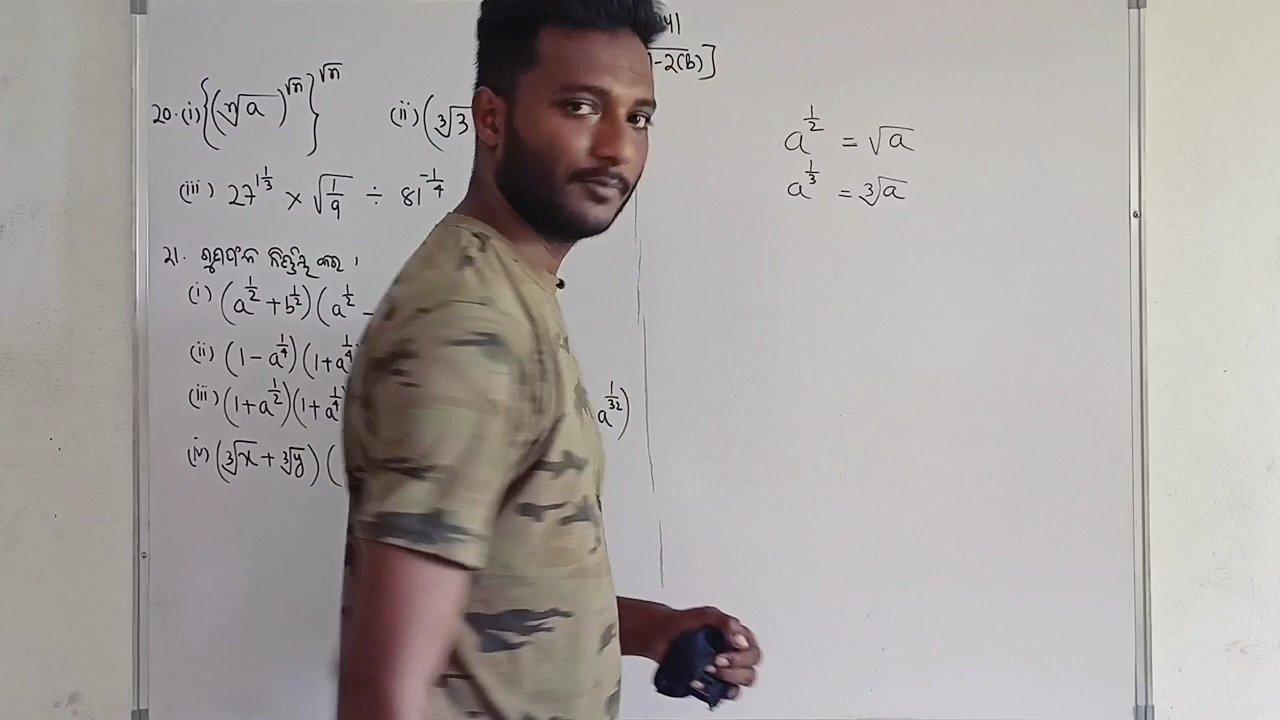 41
1-2(b)]
20. (i) {(ⁿ√a)^√n}^√n (ii) (∛3
(iii) 27^1⅓ × √(1/9) ÷ 81^-1/4
21. ଗୁଣଫଳ ନିର୍ଣ୍ଣୟ କର ।
(i) (a^1/2 + b^1/2)(a^1/2 -
(ii) (1 - a^1/4)(1 + a^1/4
(iii) (1 + a^1/2)(1 + a^1/4 a^1/32)
(iv) (∛x + ∛y)(
a^1/2 = √a
a^1/3 = ∛a